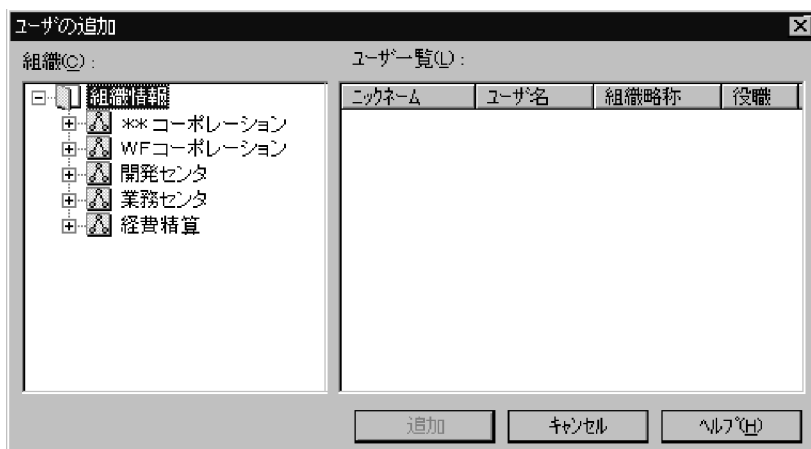 ユーザの追加
組織(C):
ユーザ一覧(L):
組織情報
**コーポレーション
WFコーポレーション
開発センタ
業務センタ
経費精算
ニックネーム ユーザ名 組織略称 役職
追加 キャンセル ヘルプ(H)